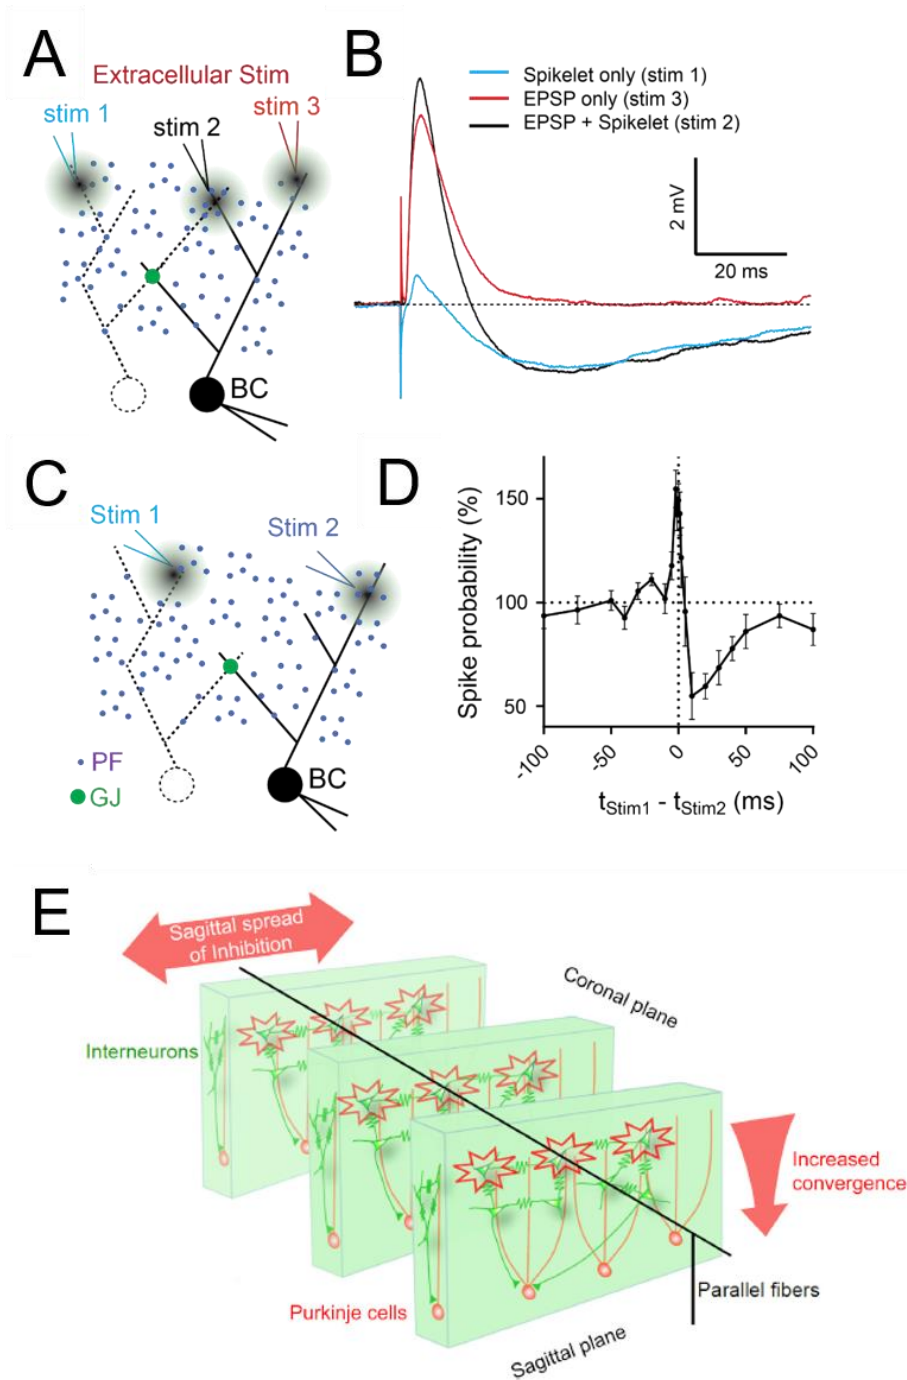 A
Extracellular Stim
stim 1
stim 2
stim 3
BC
B
Spikelet only (stim 1)
EPSP only (stim 3)
EPSP + Spikelet (stim 2)
2 mV
20 ms
C
Stim 1
Stim 2
PF
GJ
BC
D
Spike probability (%)
150
100
50
-100
-50
0
50
100
tStim1 - tStim2 (ms)
E
Sagittal spread
of Inhibition
Coronal plane
Interneurons
Increased
convergence
Parallel fibers
Purkinje cells
Sagittal plane